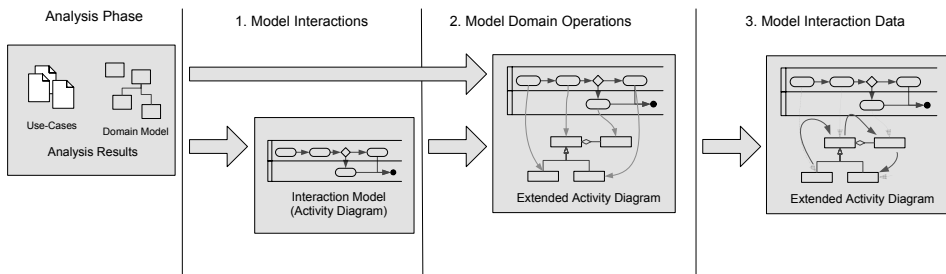 Analysis Phase
1. Model Interactions
2. Model Domain Operations
3. Model Interaction Data
Use-Cases
Domain Model
Analysis Results
Interaction Model
(Activity Diagram)
Extended Activity Diagram
Extended Activity Diagram